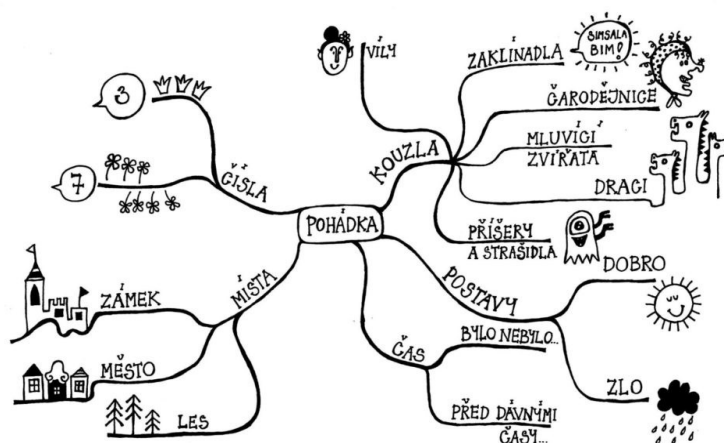 POHÁDKA
KOUZLA
VÍLY
ZAKLÍNADLA
BIMSALA
BIM!
ČARODĚJNICE
MLUVÍCÍ
ZVÍŘATA
DRACI
PŘÍŠERY
A STRAŠIDLA
POSTAVY
DOBRO
ZLO
ČAS
BYLO NEBYLO...
PŘED DÁVNÝMI
ČASY...
MÍSTA
ZÁMEK
MĚSTO
LES
ČÍSLA
3
7